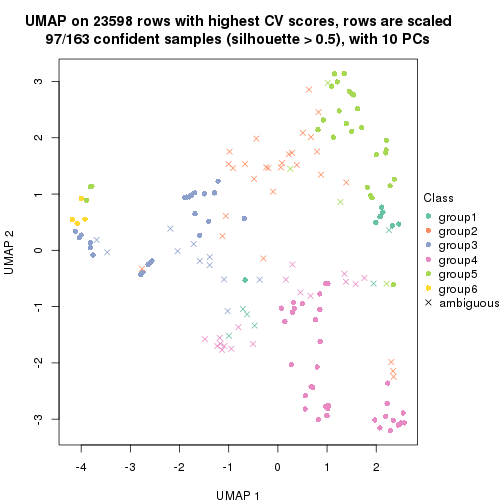 UMAP on 23598 rows with highest CV scores, rows are scaled
97/163 confident samples (silhouette > 0.5), with 10 PCs
3
2
1
0
-1
-2
-3
UMAP 2
-4
-3
-2
-1
0
1
2
UMAP 1
Class
group1
group2
group3
group4
group5
group6
ambiguous